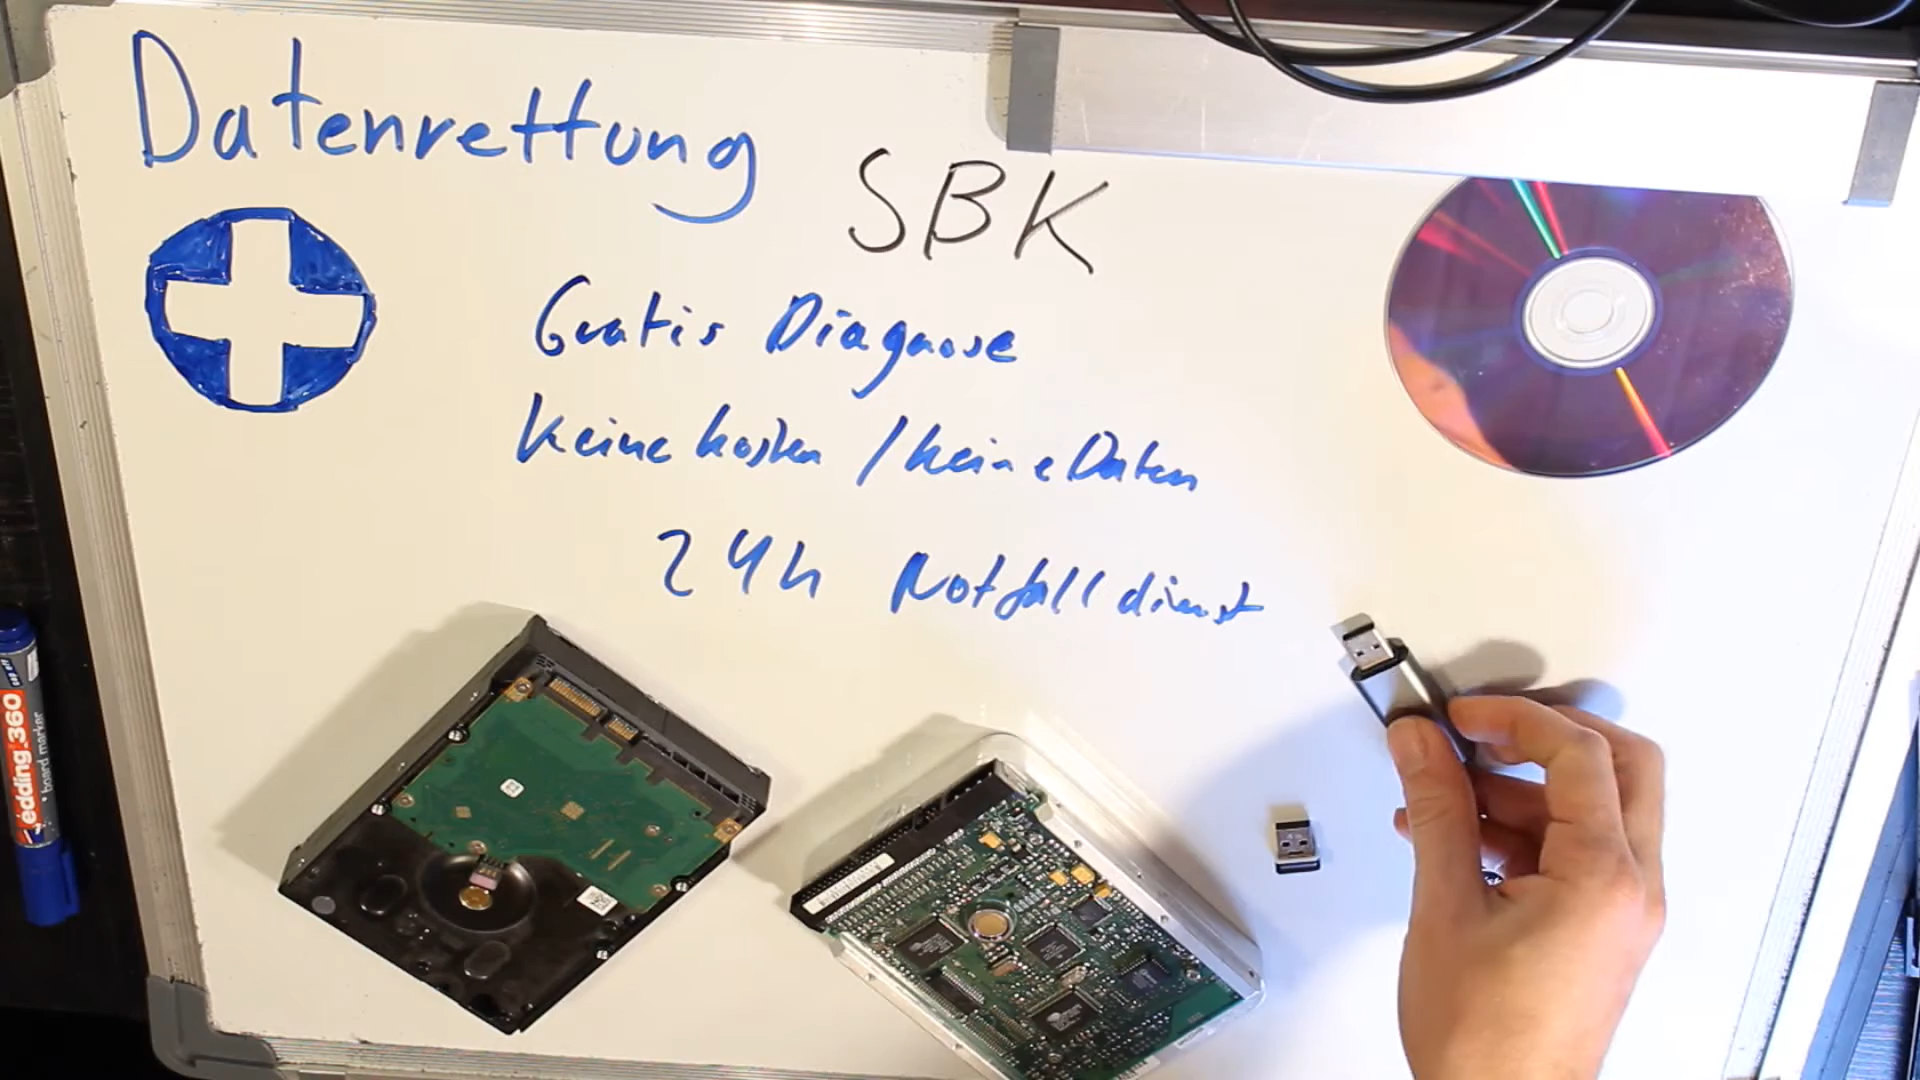 Datenrettung
SBK
Gratis Diagnose
keine kosten / keine Daten
24h Notfalldienst
edding 360
board marker